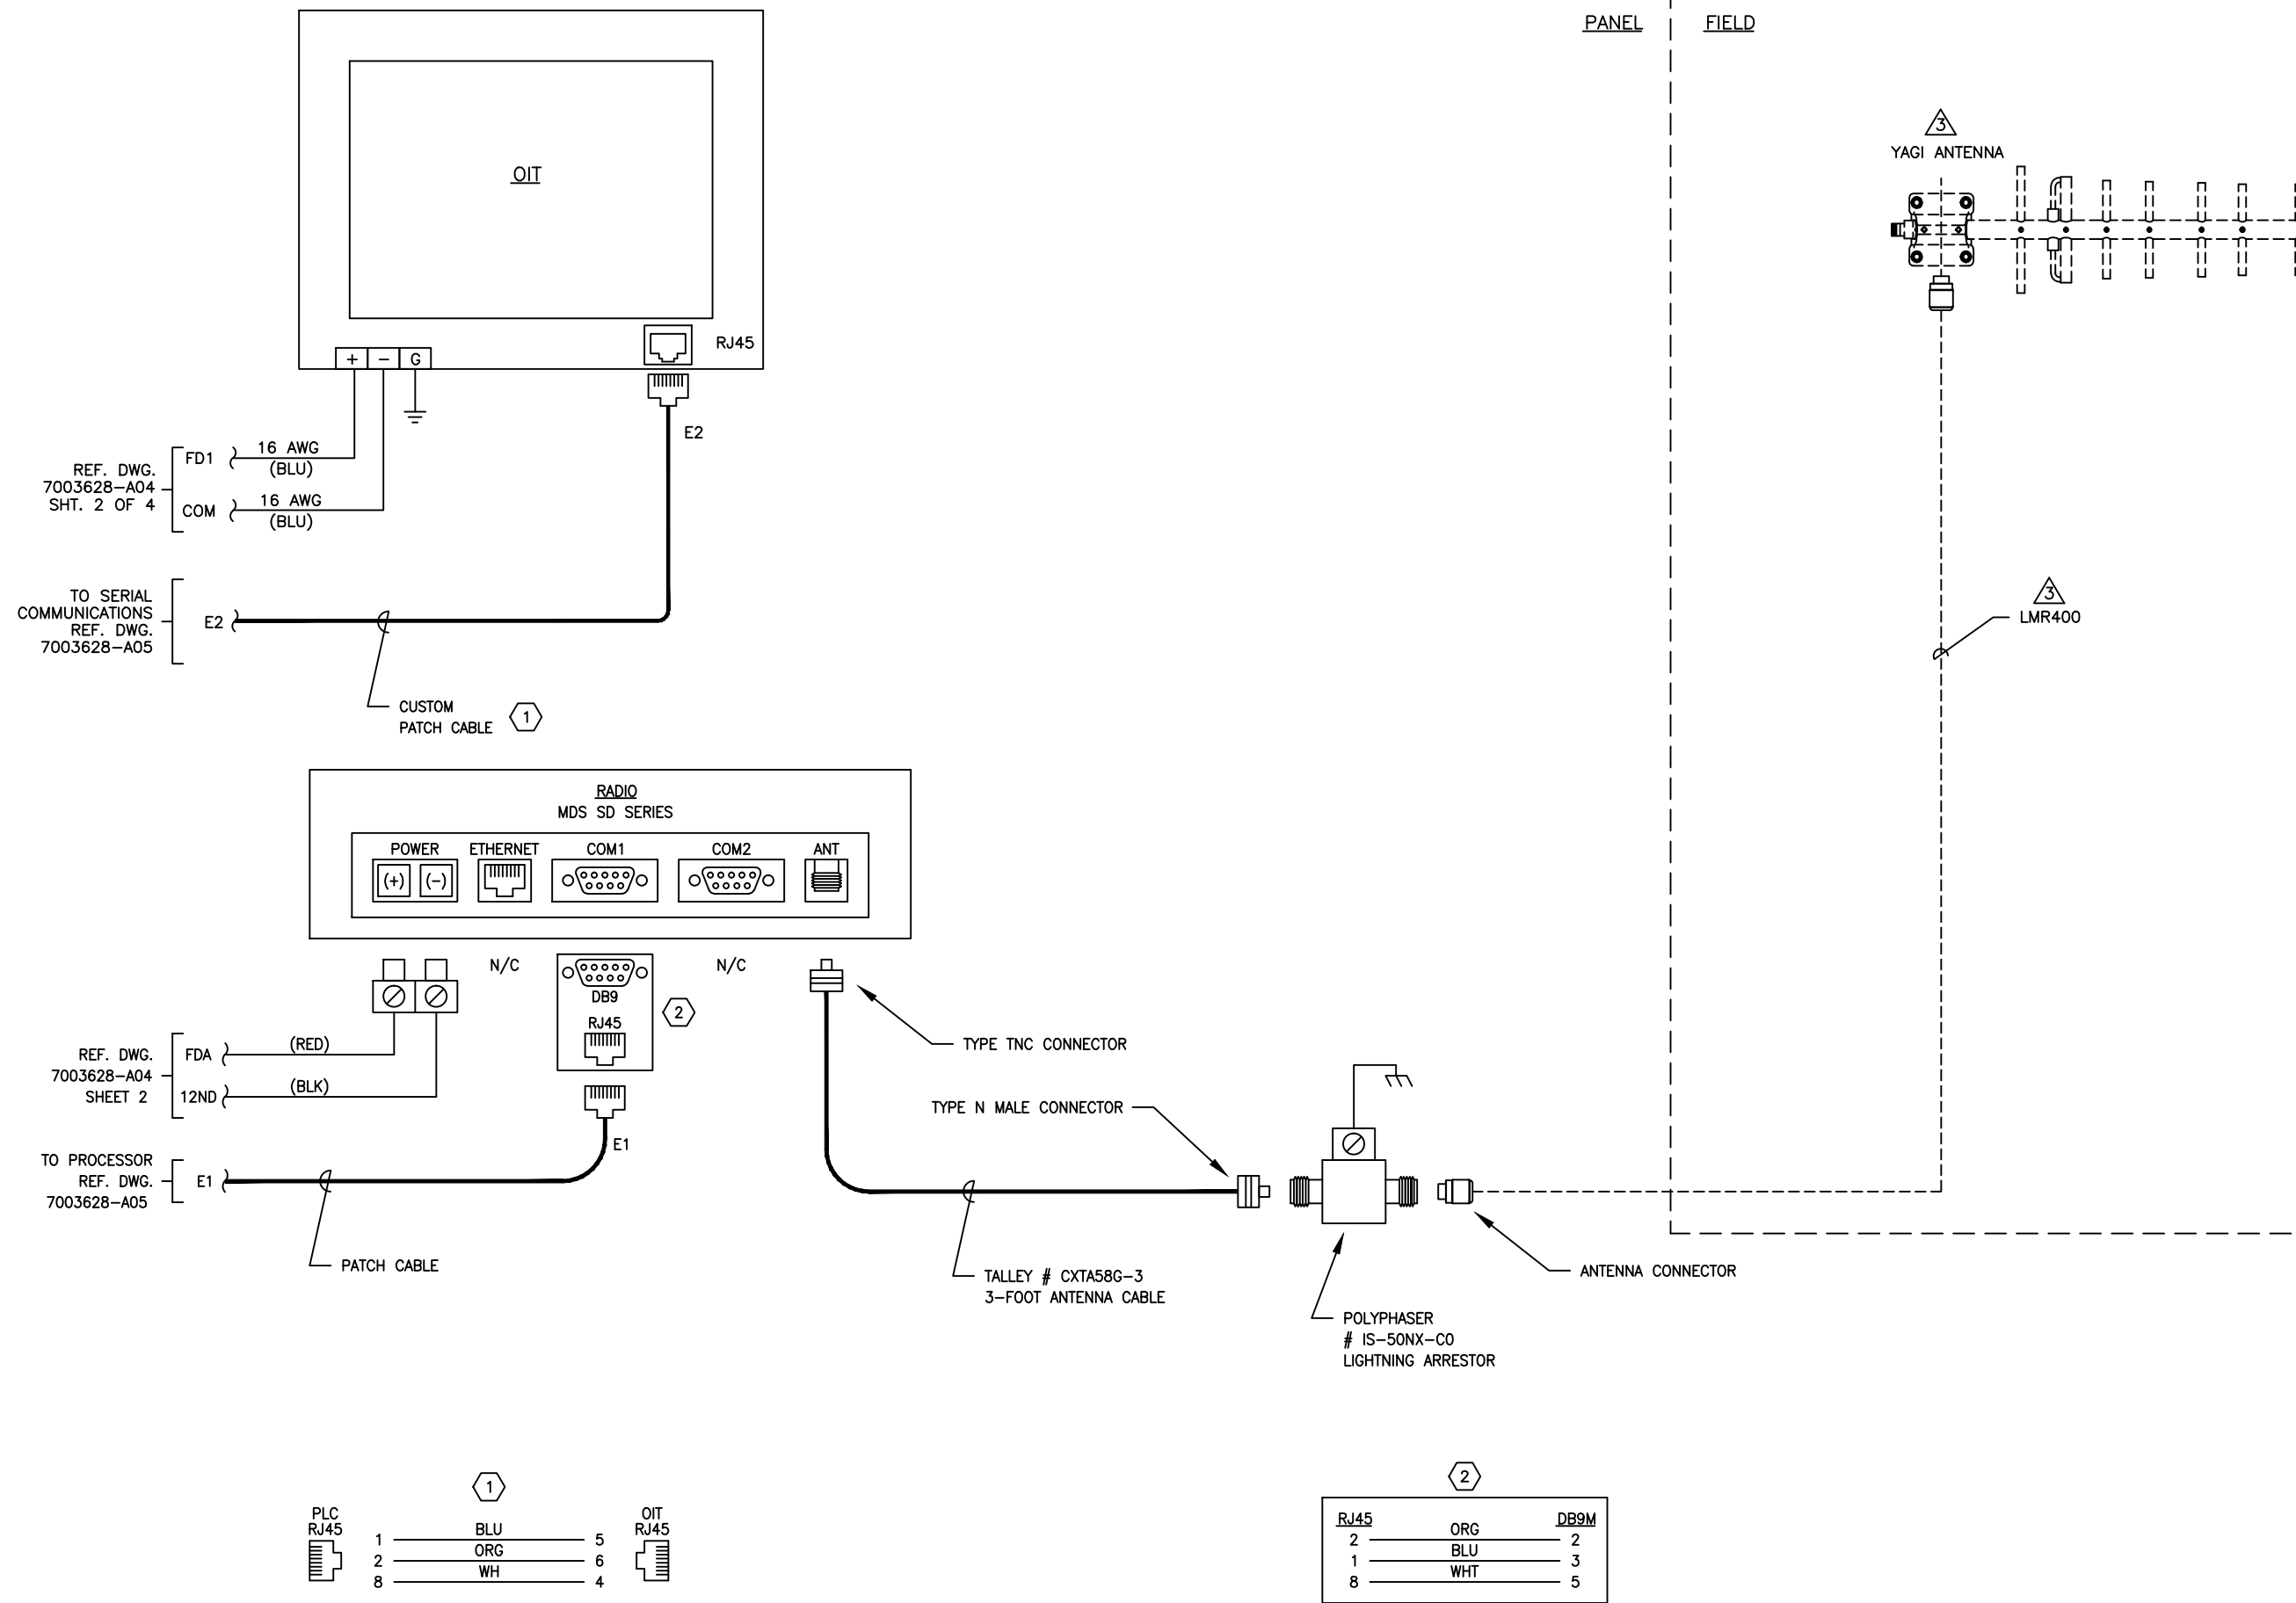 PANEL
FIELD
OIT
RJ45
+
−
G
3
YAGI ANTENNA
E2
REF. DWG.
7003628-A04
SHT. 2 OF 4
FD1
16 AWG
(BLU)
COM
16 AWG
(BLU)
3
LMR400
TO SERIAL
COMMUNICATIONS
REF. DWG.
7003628-A05
E2
CUSTOM
PATCH CABLE
1
RADIO
MDS SD SERIES
POWER
ETHERNET
COM1
COM2
ANT
(+)
(−)
N/C
N/C
DB9
RJ45
2
TYPE TNC CONNECTOR
REF. DWG.
7003628-A04
SHEET 2
FDA
(RED)
12ND
(BLK)
TYPE N MALE CONNECTOR
E1
TO PROCESSOR
REF. DWG.
7003628-A05
E1
PATCH CABLE
TALLEY # CXTA58G-3
3-FOOT ANTENNA CABLE
ANTENNA CONNECTOR
POLYPHASER
# IS-50NX-C0
LIGHTNING ARRESTOR
1
PLC
RJ45
OIT
RJ45
1 BLU 5
2 ORG 6
8 WH 4
2
RJ45 DB9M
2 ORG 2
1 BLU 3
8 WHT 5